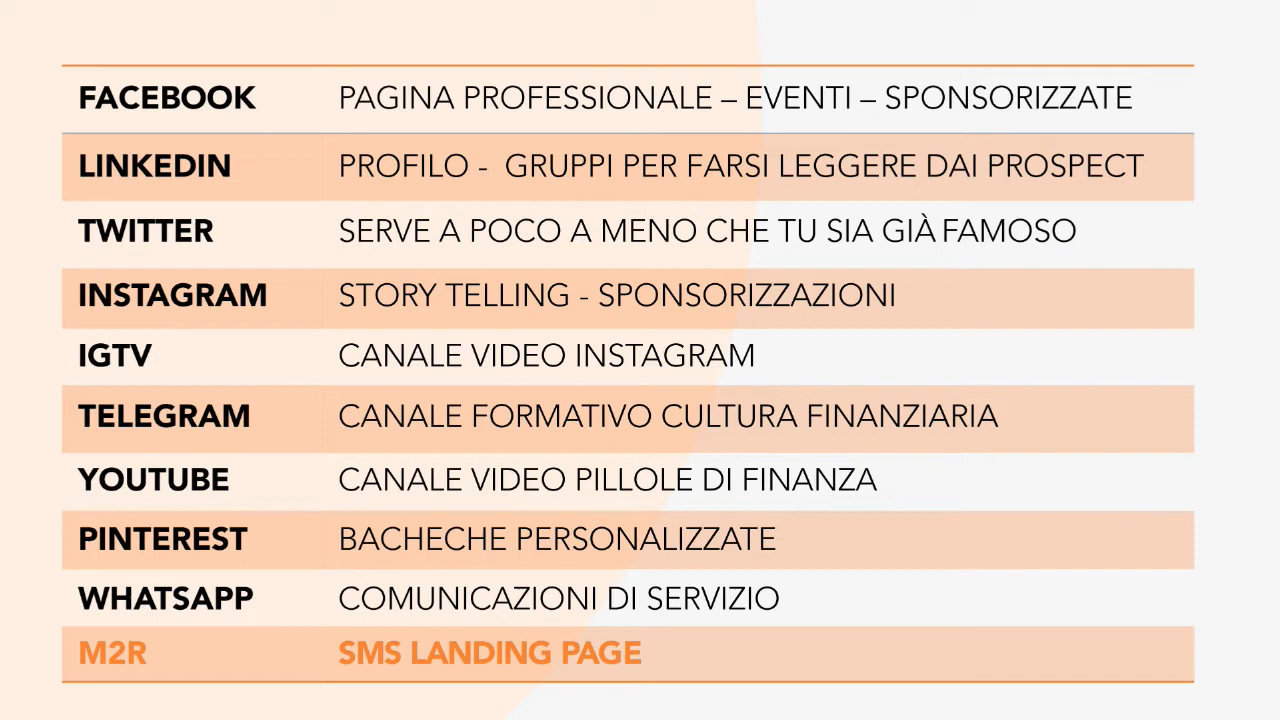 FACEBOOK PAGINA PROFESSIONALE – EVENTI – SPONSORIZZATE
LINKEDIN PROFILO - GRUPPI PER FARSI LEGGERE DAI PROSPECT
TWITTER SERVE A POCO A MENO CHE TU SIA GIÀ FAMOSO
INSTAGRAM STORY TELLING - SPONSORIZZAZIONI
IGTV CANALE VIDEO INSTAGRAM
TELEGRAM CANALE FORMATIVO CULTURA FINANZIARIA
YOUTUBE CANALE VIDEO PILLOLE DI FINANZA
PINTEREST BACHECHE PERSONALIZZATE
WHATSAPP COMUNICAZIONI DI SERVIZIO
M2R SMS LANDING PAGE